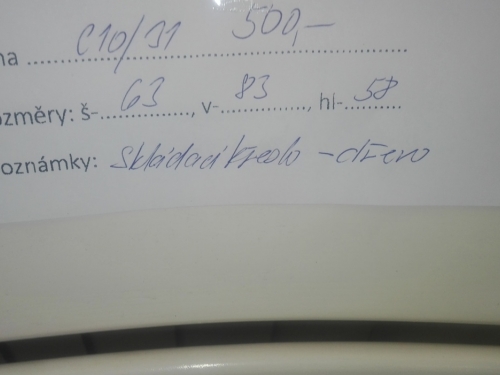 na C10/31 500,-
ozměry: š- 63, v- 83, hl- 58
oznámky: skládací křeslo - dřevo